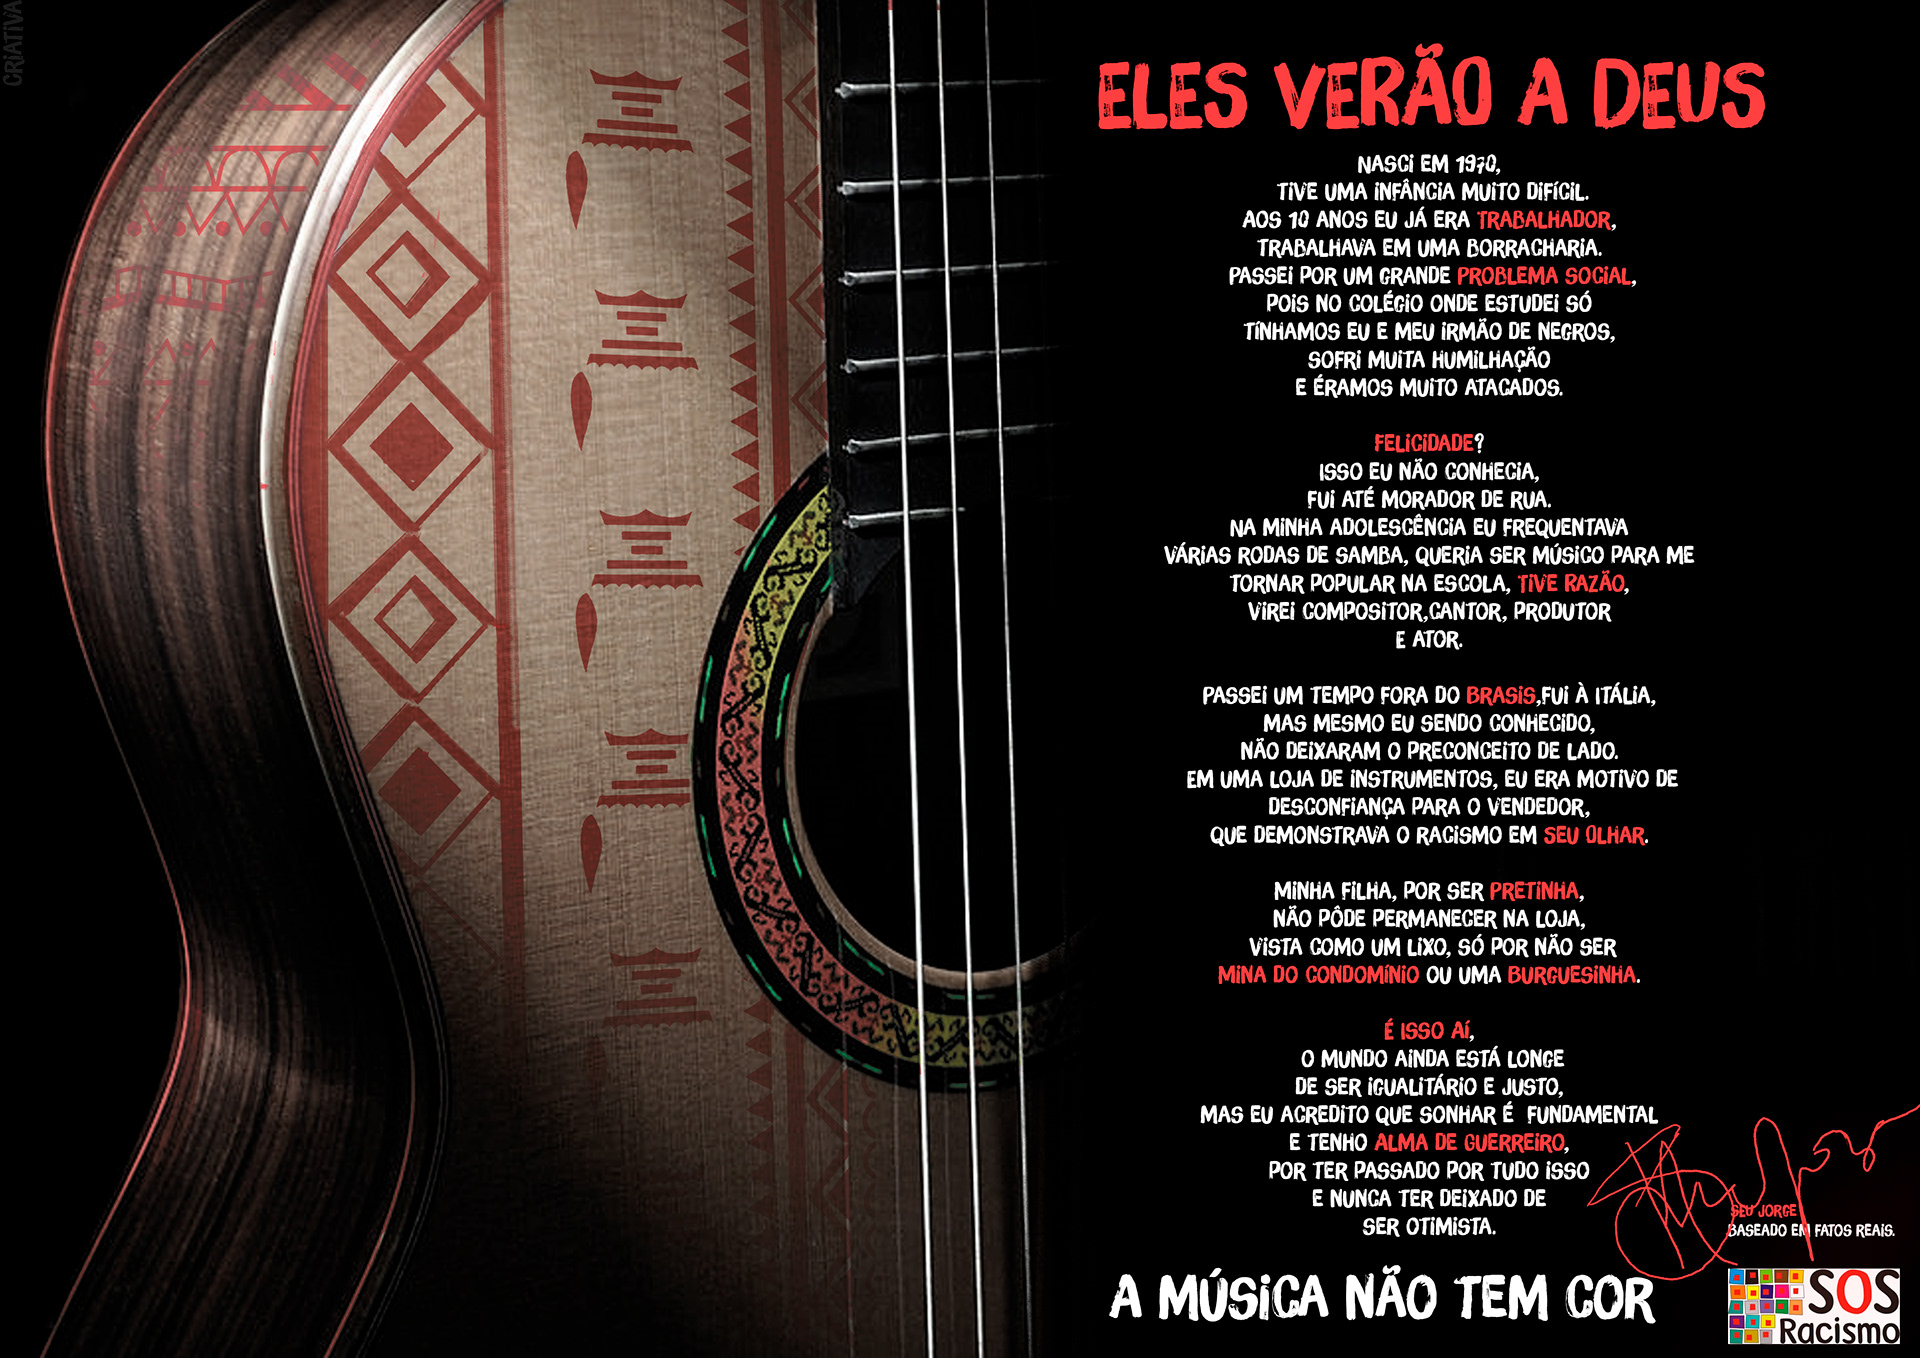 CRIATIVA
ELES VERÃO A DEUS
NASCI EM 1970,
TIVE UMA INFÂNCIA MUITO DIFÍCIL.
AOS 10 ANOS EU JÁ ERA TRABALHADOR,
TRABALHAVA EM UMA BORRACHARIA.
PASSEI POR UM GRANDE PROBLEMA SOCIAL,
POIS NO COLÉGIO ONDE ESTUDEI SÓ
TÍNHAMOS EU E MEU IRMÃO DE NEGROS,
SOFRI MUITA HUMILHAÇÃO
E ÉRAMOS MUITO ATACADOS.
FELICIDADE?
ISSO EU NÃO CONHECIA,
FUI ATÉ MORADOR DE RUA.
NA MINHA ADOLESCÊNCIA EU FREQUENTAVA
VÁRIAS RODAS DE SAMBA, QUERIA SER MÚSICO PARA ME
TORNAR POPULAR NA ESCOLA, TIVE RAZÃO,
VIREI COMPOSITOR,CANTOR, PRODUTOR
E ATOR.
PASSEI UM TEMPO FORA DO BRASIS,FUI À ITÁLIA,
MAS MESMO EU SENDO CONHECIDO,
NÃO DEIXARAM O PRECONCEITO DE LADO.
EM UMA LOJA DE INSTRUMENTOS, EU ERA MOTIVO DE
DESCONFIANÇA PARA O VENDEDOR,
QUE DEMONSTRAVA O RACISMO EM SEU OLHAR.
MINHA FILHA, POR SER PRETINHA,
NÃO PÔDE PERMANECER NA LOJA,
VISTA COMO UM LIXO, SÓ POR NÃO SER
MINA DO CONDOMÍNIO OU UMA BURGUESINHA.
É ISSO AÍ,
O MUNDO AINDA ESTÁ LONGE
DE SER IGUALITÁRIO E JUSTO,
MAS EU ACREDITO QUE SONHAR É FUNDAMENTAL
E TENHO ALMA DE GUERREIRO,
POR TER PASSADO POR TUDO ISSO
E NUNCA TER DEIXADO DE
SER OTIMISTA.
SEU JORGE
BASEADO EM FATOS REAIS.
A MÚSICA NÃO TEM COR
SOS
Racismo